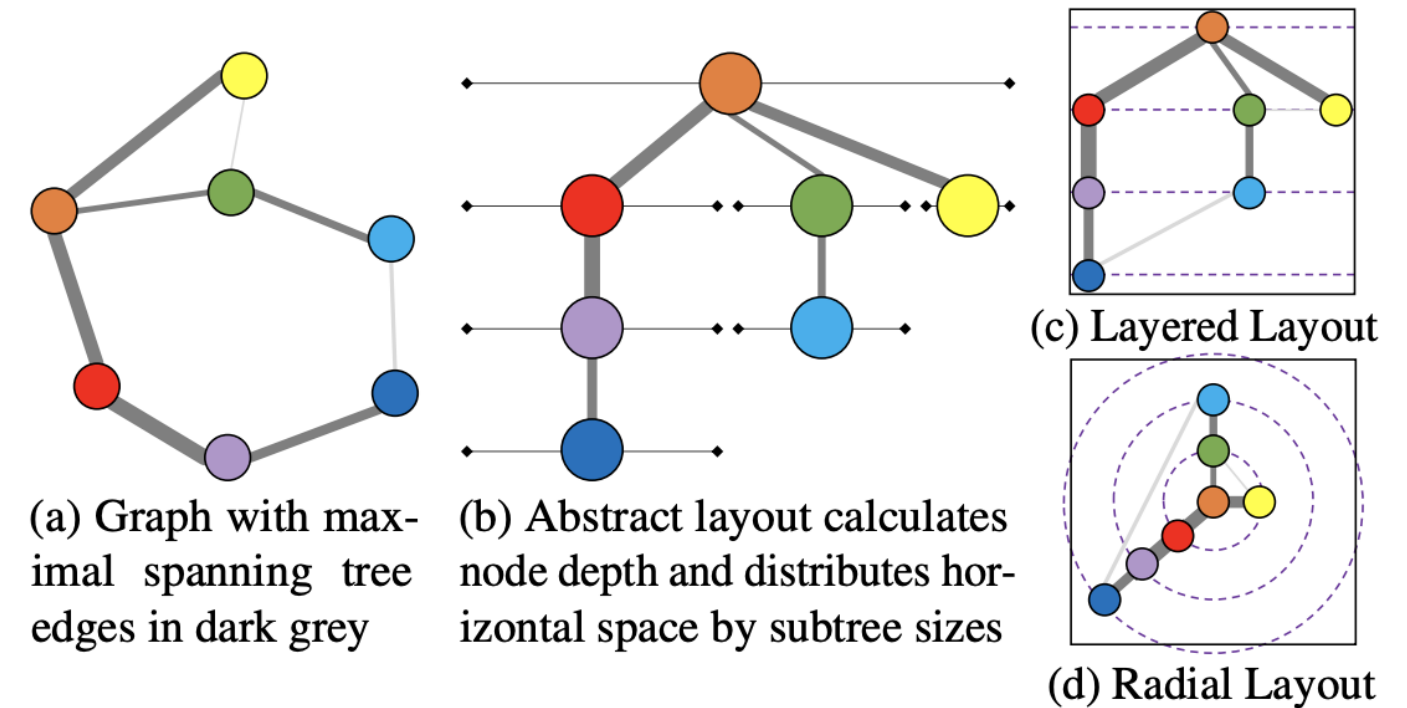 (a) Graph with max-
imal spanning tree
edges in dark grey
(b) Abstract layout calculates
node depth and distributes hor-
izontal space by subtree sizes
(c) Layered Layout
(d) Radial Layout